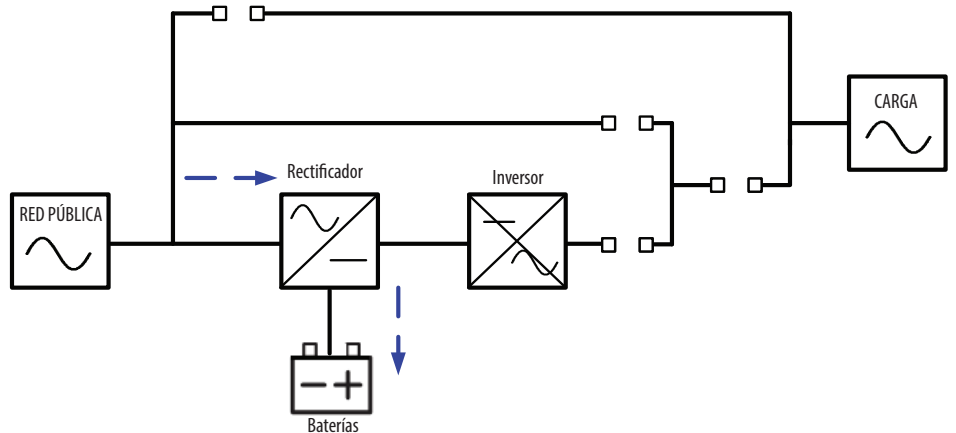 CARGA
Rectificador
Inversor
RED PÚBLICA
Baterías